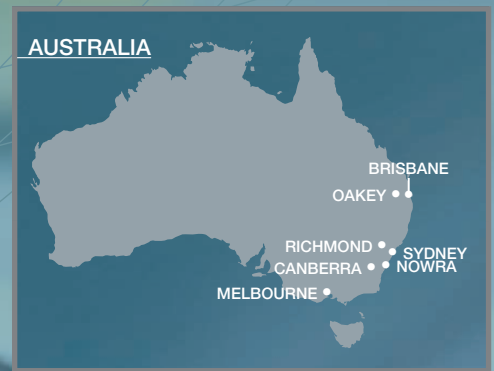 AUSTRALIA
BRISBANE
OAKEY
RICHMOND
SYDNEY
CANBERRA
NOWRA
MELBOURNE